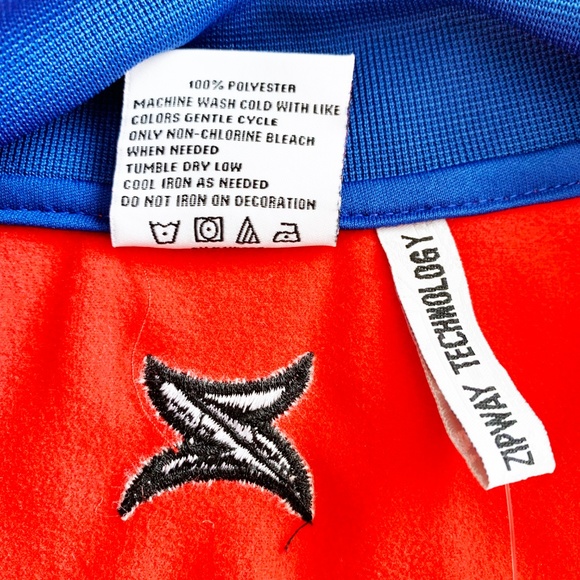 100% POLYESTER
MACHINE WASH COLD WITH LIKE
COLORS GENTLE CYCLE
ONLY NON-CHLORINE BLEACH
WHEN NEEDED
TUMBLE DRY LOW
COOL IRON AS NEEDED
DO NOT IRON ON DECORATION
ZIPWAY TECHNOLOGY